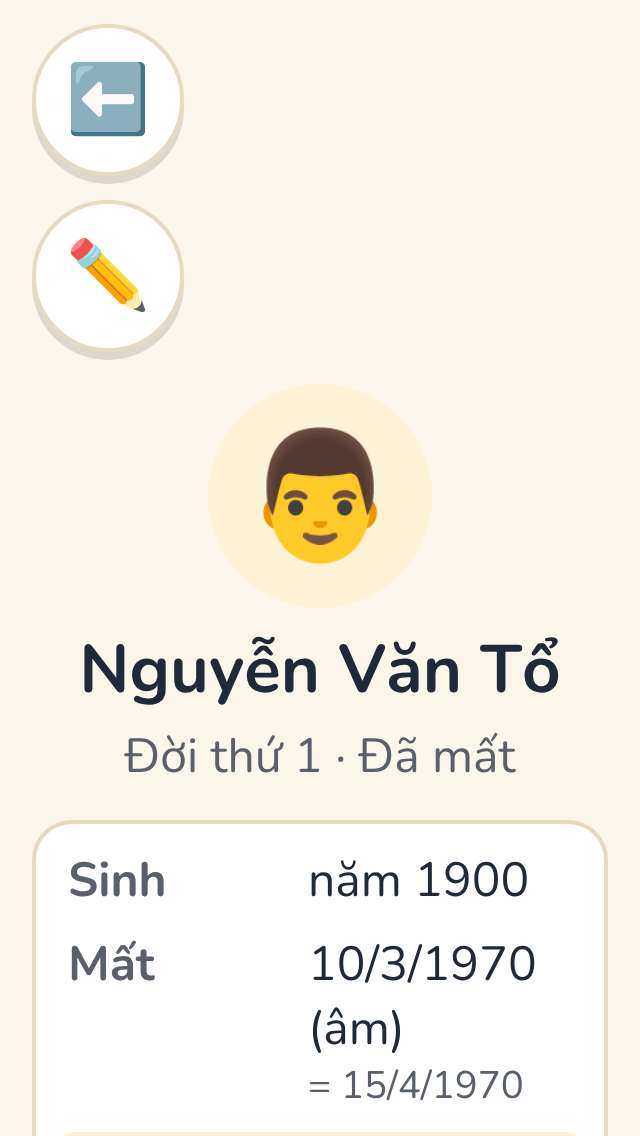 Nguyễn Văn Tổ
Đời thứ 1 · Đã mất
Sinh năm 1900
Mất 10/3/1970
(âm)
= 15/4/1970